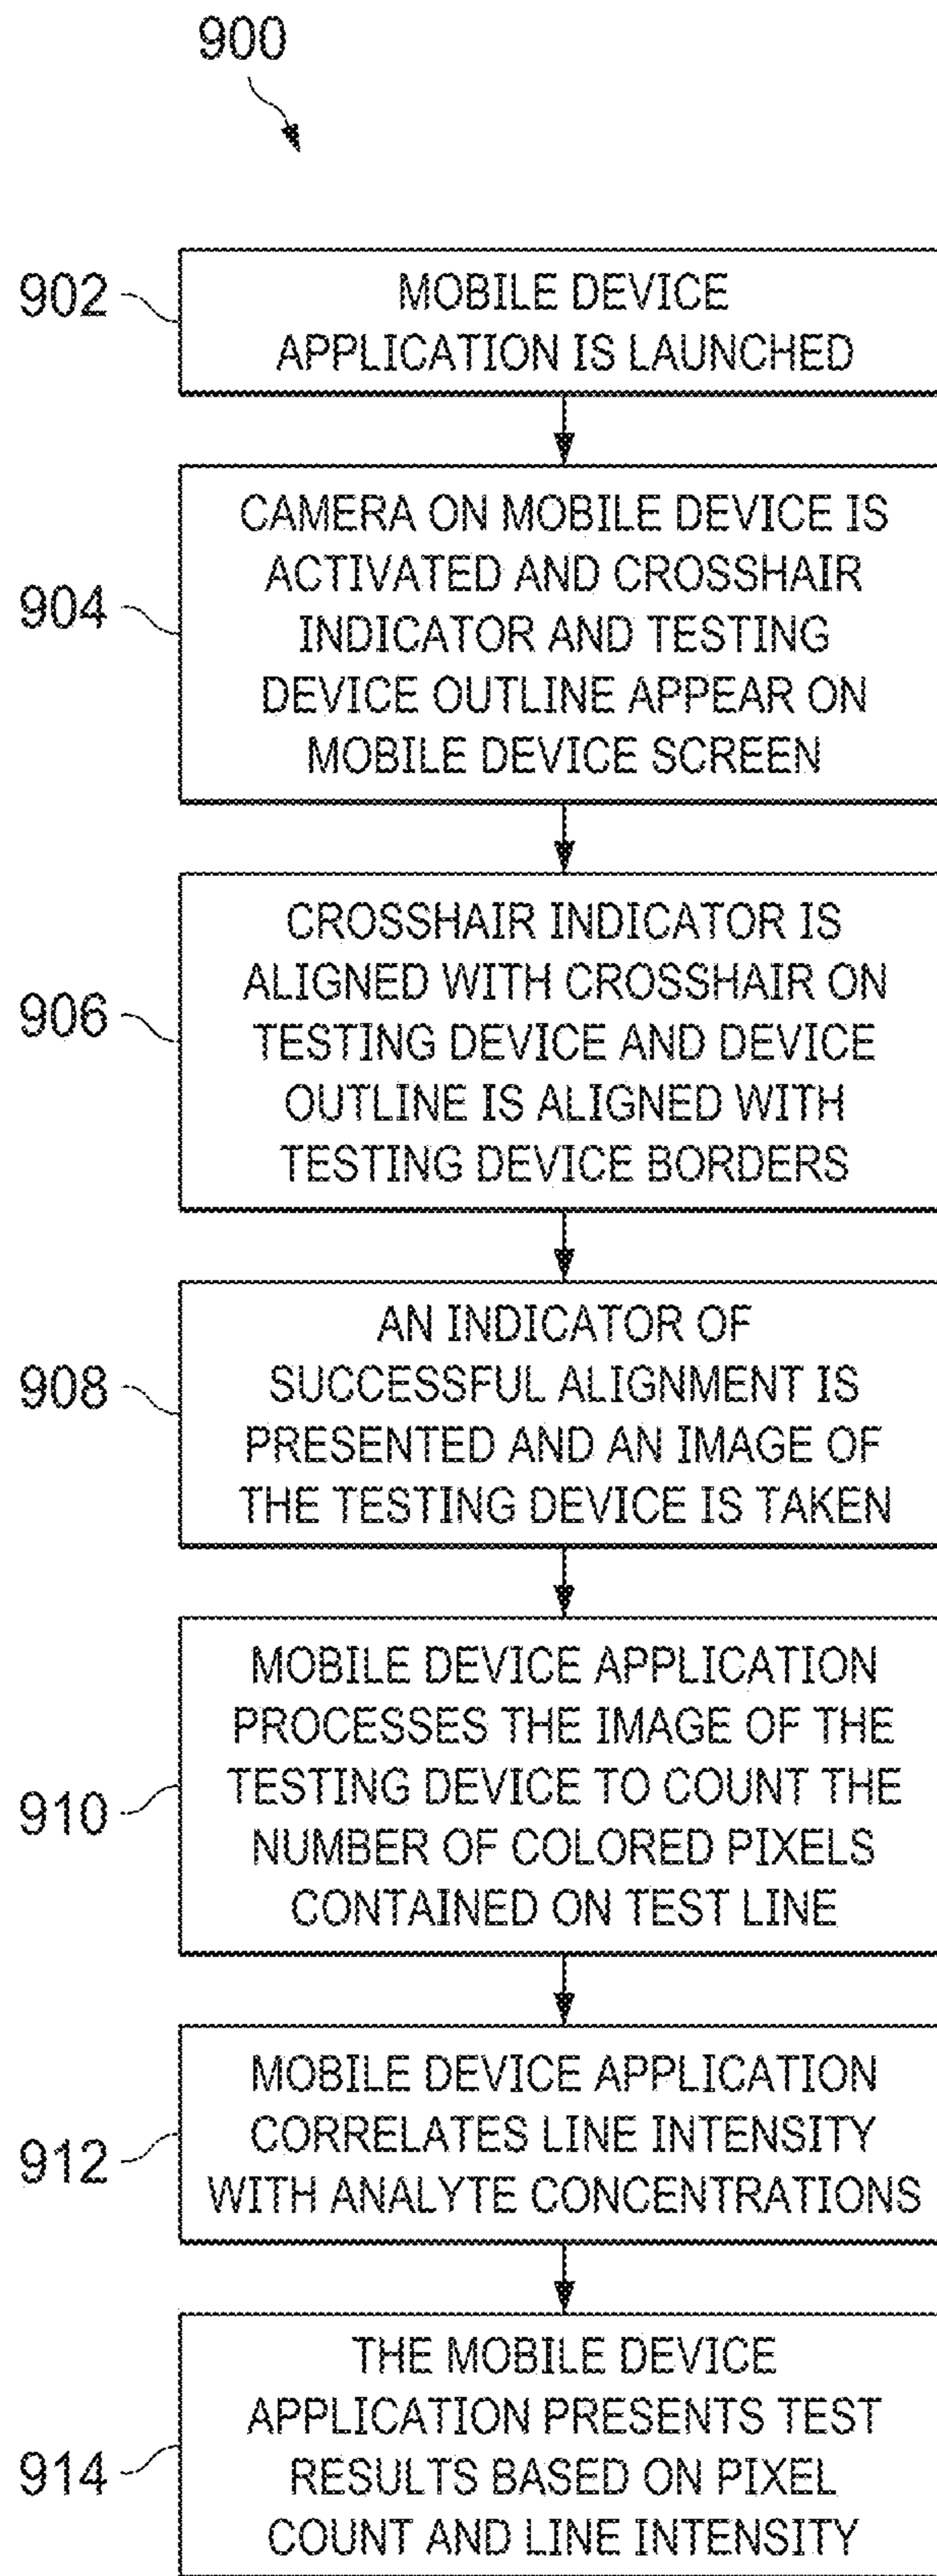 900
902
MOBILE DEVICE
APPLICATION IS LAUNCHED
904
CAMERA ON MOBILE DEVICE IS
ACTIVATED AND CROSSHAIR
INDICATOR AND TESTING
DEVICE OUTLINE APPEAR ON
MOBILE DEVICE SCREEN
906
CROSSHAIR INDICATOR IS
ALIGNED WITH CROSSHAIR ON
TESTING DEVICE AND DEVICE
OUTLINE IS ALIGNED WITH
TESTING DEVICE BORDERS
908
AN INDICATOR OF
SUCCESSFUL ALIGNMENT IS
PRESENTED AND AN IMAGE OF
THE TESTING DEVICE IS TAKEN
910
MOBILE DEVICE APPLICATION
PROCESSES THE IMAGE OF THE
TESTING DEVICE TO COUNT THE
NUMBER OF COLORED PIXELS
CONTAINED ON TEST LINE
912
MOBILE DEVICE APPLICATION
CORRELATES LINE INTENSITY
WITH ANALYTE CONCENTRATIONS
914
THE MOBILE DEVICE
APPLICATION PRESENTS TEST
RESULTS BASED ON PIXEL
COUNT AND LINE INTENSITY